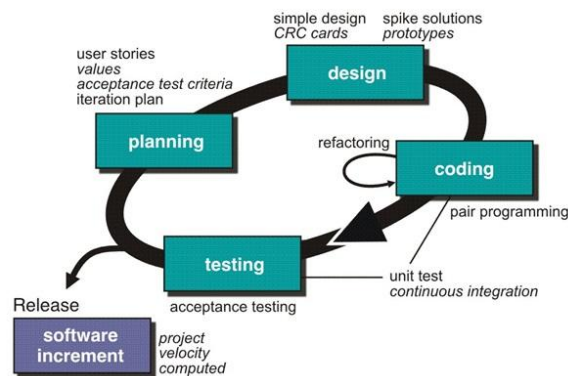 simple design
CRC cards
spike solutions
prototypes
user stories
values
acceptance test criteria
iteration plan
design
planning
refactoring
coding
pair programming
testing
unit test
continuous integration
acceptance testing
Release
software
increment
project
velocity
computed